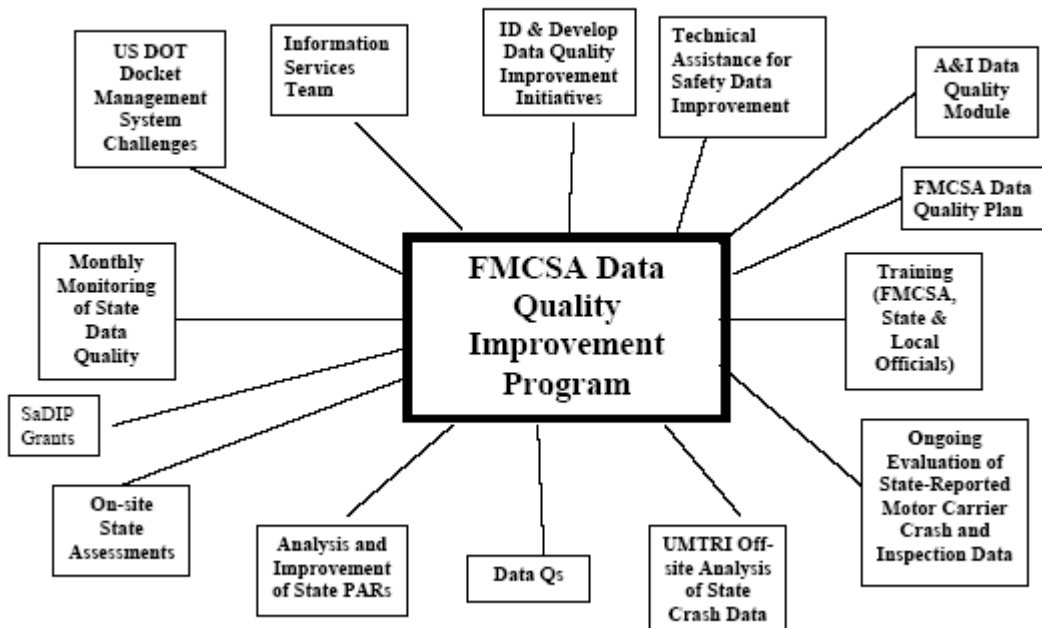 US DOT
Docket
Management
System
Challenges
Information
Services
Team
ID & Develop
Data Quality
Improvement
Initiatives
Technical
Assistance for
Safety Data
Improvement
A&I Data
Quality
Module
FMCSA Data
Quality Plan
Monthly
Monitoring
of State
Data
Quality
FMCSA Data
Quality
Improvement
Program
Training
(FMCSA,
State &
Local
Officials)
SaDIP
Grants
On-site
State
Assessments
Analysis and
Improvement
of State PARs
Data Qs
UMTRI Off-
site Analysis
of State
Crash Data
Ongoing
Evaluation of
State-Reported
Motor Carrier
Crash and
Inspection Data